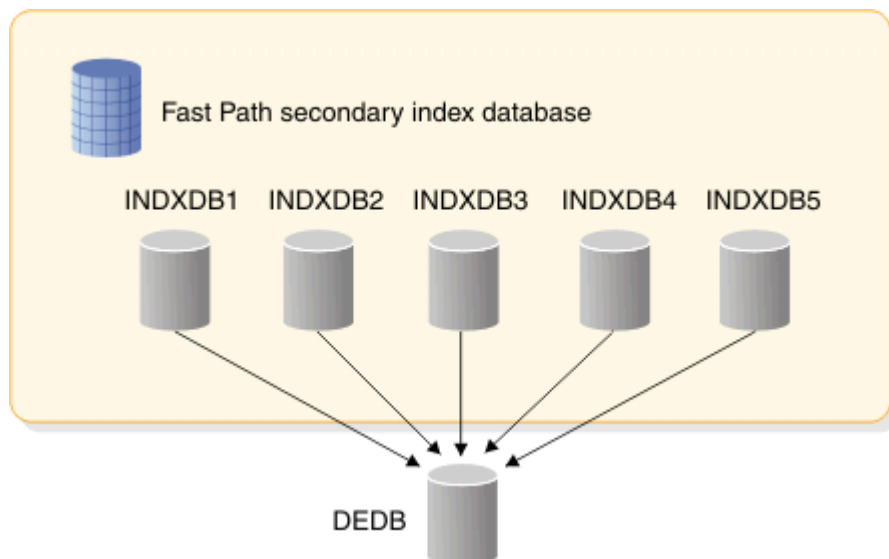 Fast Path secondary index database
INDXDB1 INDXDB2 INDXDB3 INDXDB4 INDXDB5
DEDB